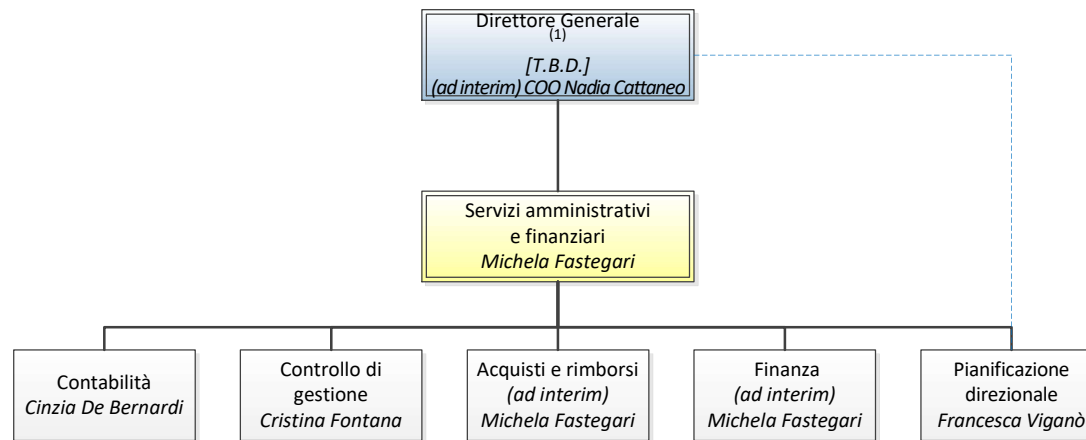 Direttore Generale
(1)
[T.B.D.]
(ad interim) COO Nadia Cattaneo
Servizi amministrativi
e finanziari
Michela Fastegari
Contabilità
Cinzia De Bernardi
Controllo di
gestione
Cristina Fontana
Acquisti e rimborsi
(ad interim)
Michela Fastegari
Finanza
(ad interim)
Michela Fastegari
Pianificazione
direzionale
Francesca Viganò